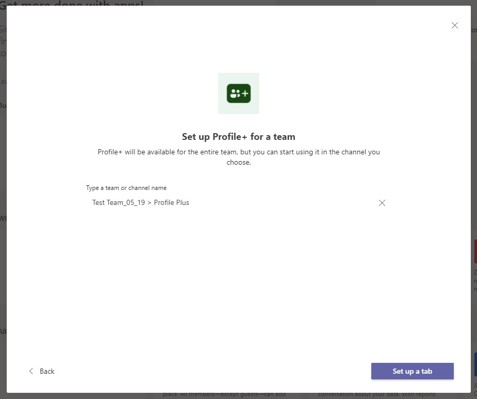 Get more done with apps!
Set up Profile+ for a team
Profile+ will be available for the entire team, but you can start using it in the channel you
choose.
Type a team or channel name
Test Team_05_19 > Profile Plus
Back
Set up a tab